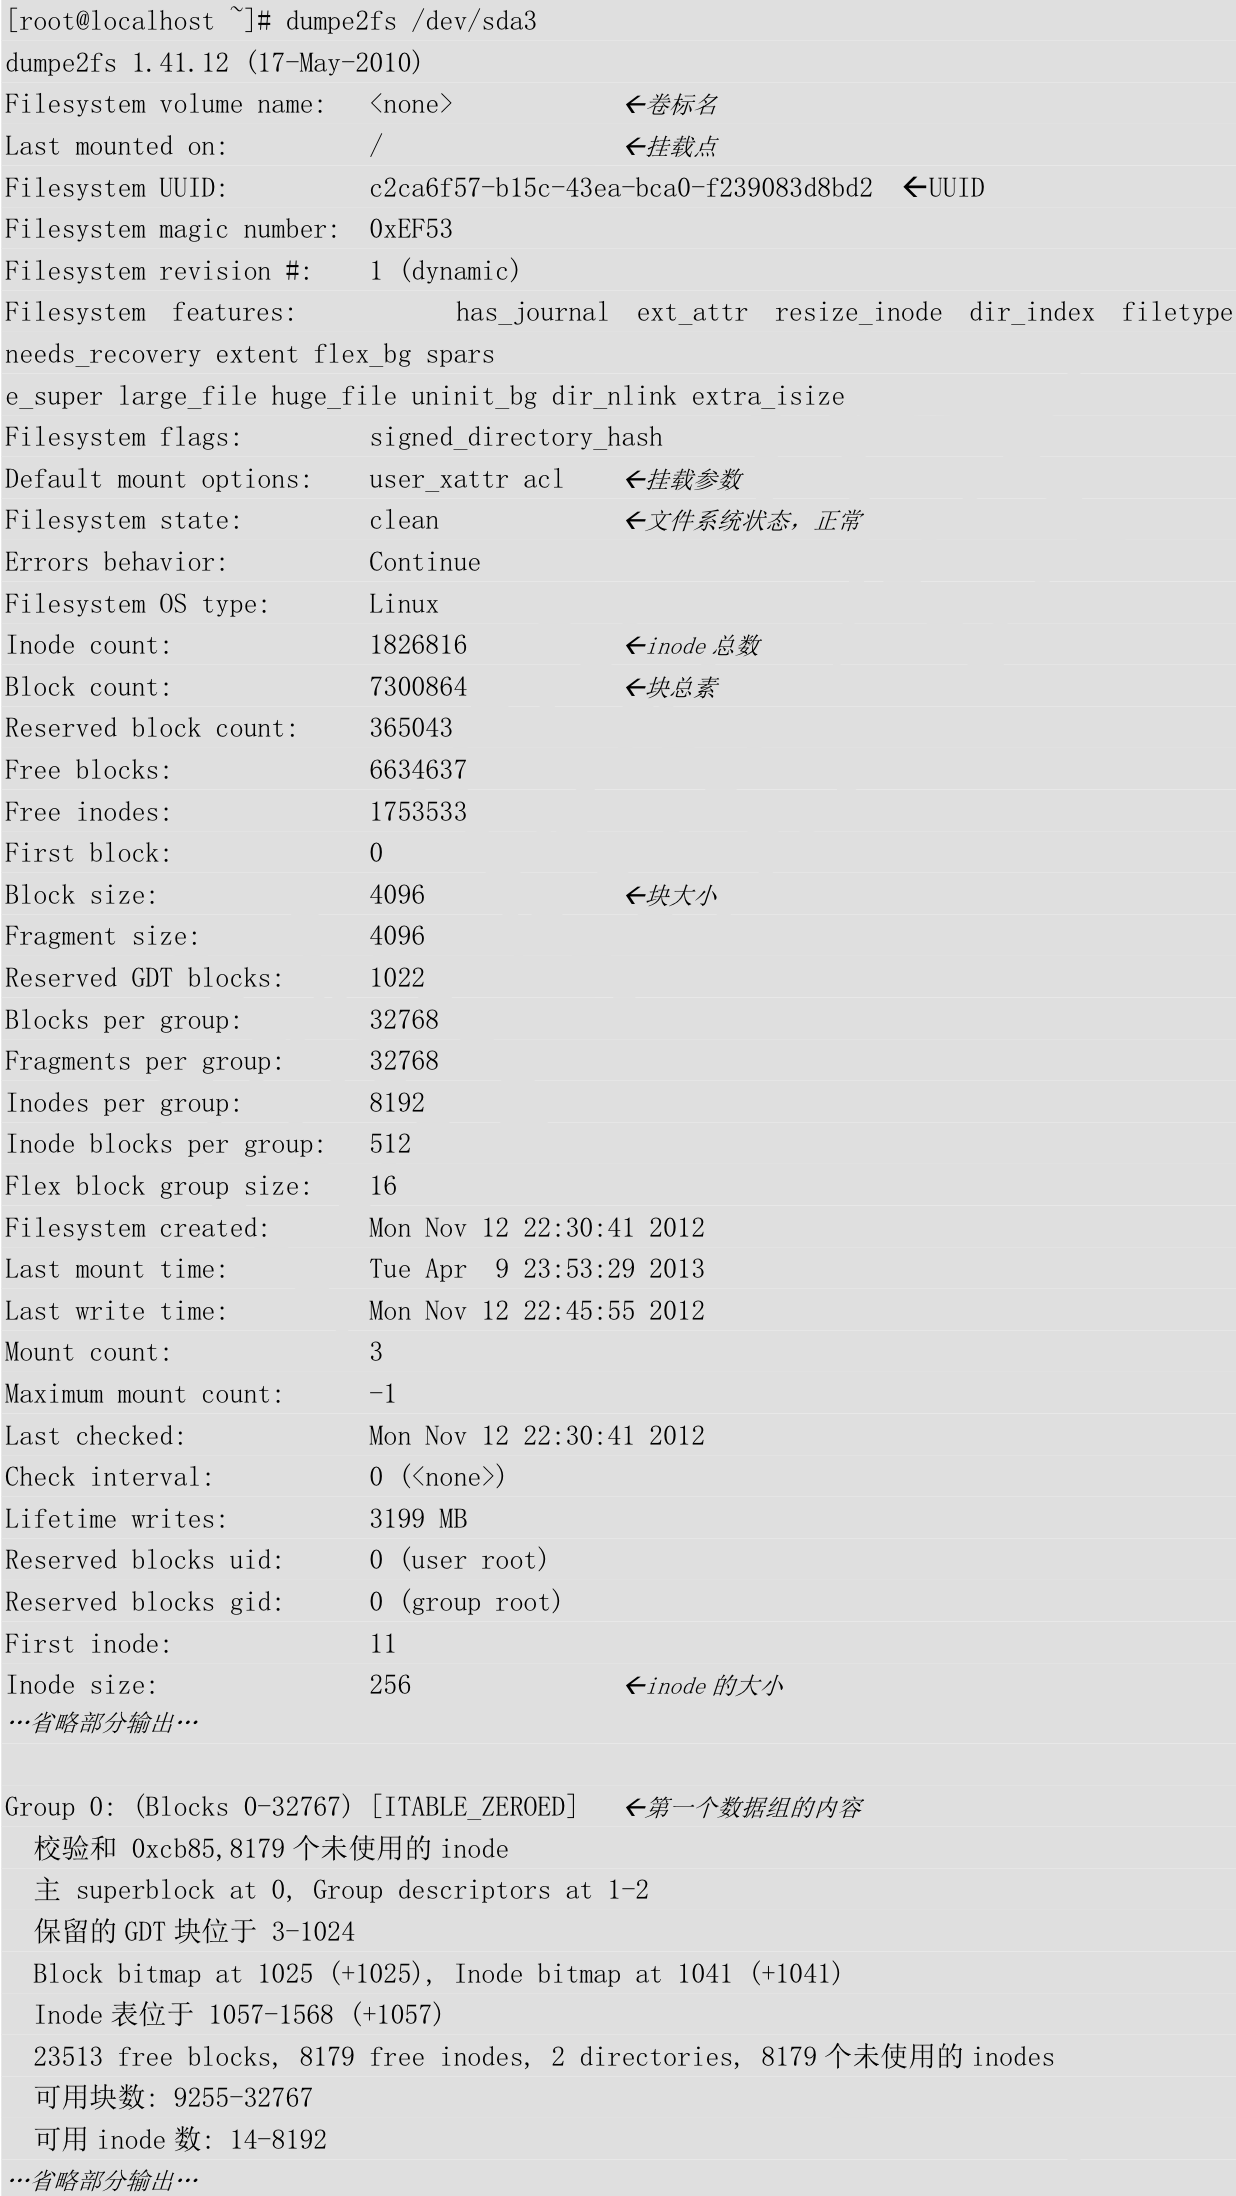 [root@localhost ~]# dumpe2fs /dev/sda3
dumpe2fs 1.41.12 (17-May-2010)
Filesystem volume name:   <none>            ←卷标名
Last mounted on:          /                 ←挂载点
Filesystem UUID:          c2ca6f57-b15c-43ea-bca0-f239083d8bd2  ←UUID
Filesystem magic number:  0xEF53
Filesystem revision #:    1 (dynamic)
Filesystem features:      has_journal ext_attr resize_inode dir_index filetype
needs_recovery extent flex_bg spars
e_super large_file huge_file uninit_bg dir_nlink extra_isize
Filesystem flags:         signed_directory_hash
Default mount options:    user_xattr acl    ←挂载参数
Filesystem state:         clean             ←文件系统状态，正常
Errors behavior:          Continue
Filesystem OS type:       Linux
Inode count:              1826816           ←inode 总数
Block count:              7300864           ←块总素
Reserved block count:     365043
Free blocks:              6634637
Free inodes:              1753533
First block:              0
Block size:               4096              ←块大小
Fragment size:            4096
Reserved GDT blocks:      1022
Blocks per group:         32768
Fragments per group:      32768
Inodes per group:         8192
Inode blocks per group:   512
Flex block group size:    16
Filesystem created:       Mon Nov 12 22:30:41 2012
Last mount time:          Tue Apr  9 23:53:29 2013
Last write time:          Mon Nov 12 22:45:55 2012
Mount count:              3
Maximum mount count:      -1
Last checked:             Mon Nov 12 22:30:41 2012
Check interval:           0 (<none>)
Lifetime writes:          3199 MB
Reserved blocks uid:      0 (user root)
Reserved blocks gid:      0 (group root)
First inode:              11
Inode size:               256               ←inode 的大小
…省略部分输出…
Group 0: (Blocks 0-32767) [ITABLE_ZEROED]   ←第一个数据组的内容
  校验和 0xcb85,8179 个未使用的 inode
  主 superblock at 0, Group descriptors at 1-2
  保留的 GDT 块位于 3-1024
  Block bitmap at 1025 (+1025), Inode bitmap at 1041 (+1041)
  Inode 表位于 1057-1568 (+1057)
  23513 free blocks, 8179 free inodes, 2 directories, 8179 个未使用的 inodes
  可用块数: 9255-32767
  可用 inode 数: 14-8192
…省略部分输出…